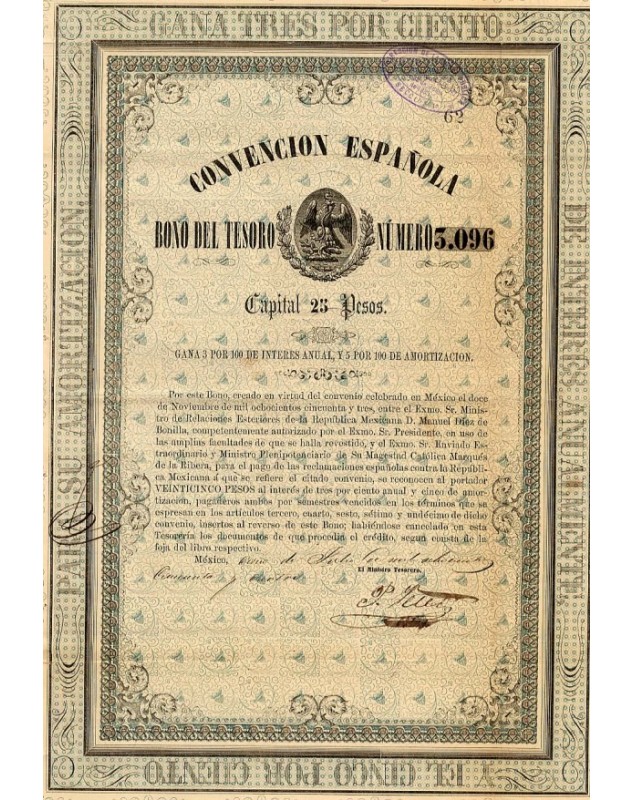 GANA TRES POR CIENTO
DE INTERES ANUALMENTE.
EL CINCO POR CIENTO
PARA SU AMORTIZACION.
62
CONVENCION ESPAÑOLA
BONO DEL TESORO NÚMERO 3.096
Capital 25 Pesos.
GANA 3 POR 100 DE INTERES ANUAL, Y 5 POR 100 DE AMORTIZACION.
Por este Bono, creado en virtud del convenio celebrado en México el doce
de Noviembre de mil ochocientos cincuenta y tres, entre el Exmo. Sr. Minis-
tro de Relaciones Esteriores de la República Mexicana D. Manuel Diez de
Bonilla, competentemente autorizado por el Exmo. Sr. Presidente, en uso de
las amplias facultades de que se halla revestido, y el Exmo. Sr. Enviado Es-
traordinario y Ministro Plenipotenciario de Su Magestad Católica Marqués
de la Ribera, para el pago de las reclamaciones españolas contra la Repúbli-
ca Mexicana á que se refiere el citado convenio, se reconocen al portador
VEINTICINCO PESOS al interés de tres por ciento anual y cinco de amor-
tizacion, pagaderos ambos por semestres vencidos en los términos que se
espresan en los artículos tercero, cuarto, sesto, sétimo y undécimo de dicho
convenio, insertos al reverso de este Bono; habiéndose cancelado en esta
Tesorería los documentos de que procedia el crédito, segun consta de la
foja del libro respectivo.
México, de de mil ochocientos
Cincuenta y cuatro
El Ministro Tesorero.